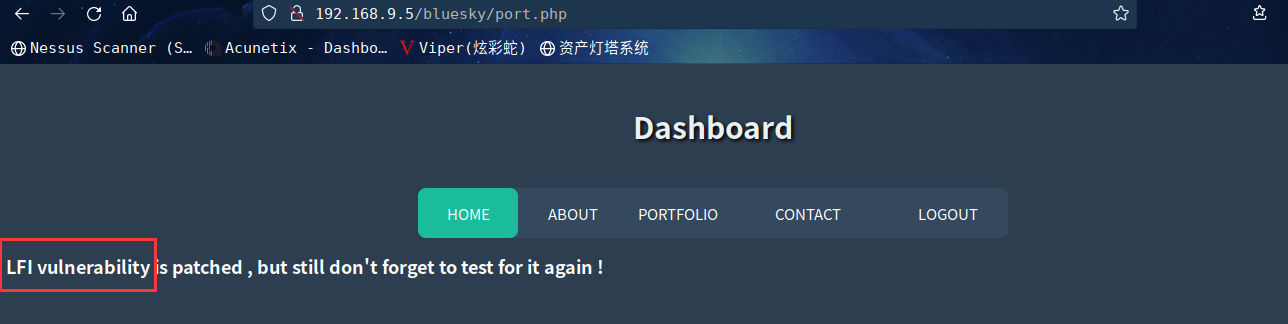 192.168.9.5/bluesky/port.php
Nessus Scanner (S… Acunetix - Dashbo… Viper(炫彩蛇) 资产灯塔系统
Dashboard
HOME ABOUT PORTFOLIO CONTACT LOGOUT
LFI vulnerability is patched , but still don't forget to test for it again !